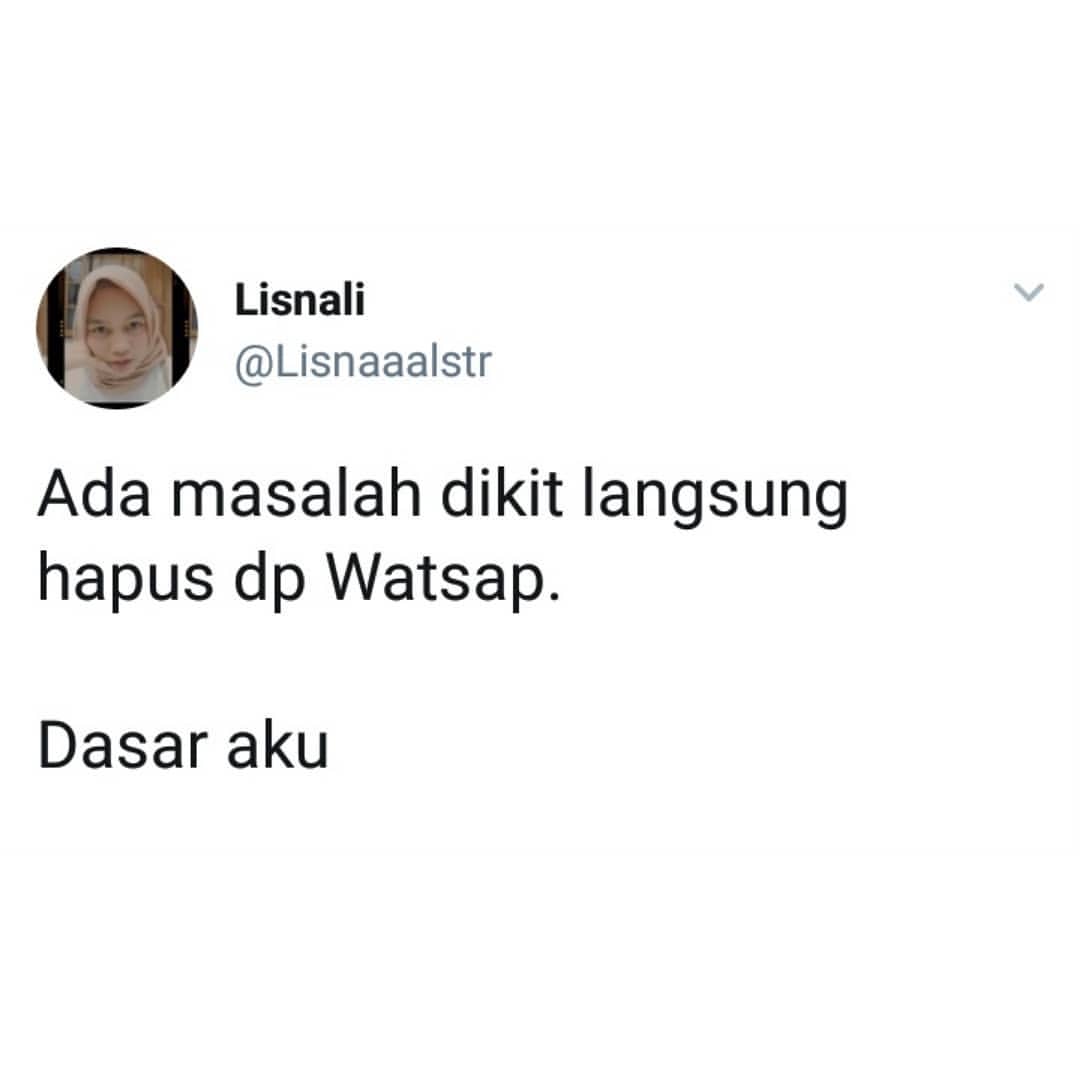 Lisnali
@Lisnaaalstr
Ada masalah dikit langsung
hapus dp Watsap.
Dasar aku